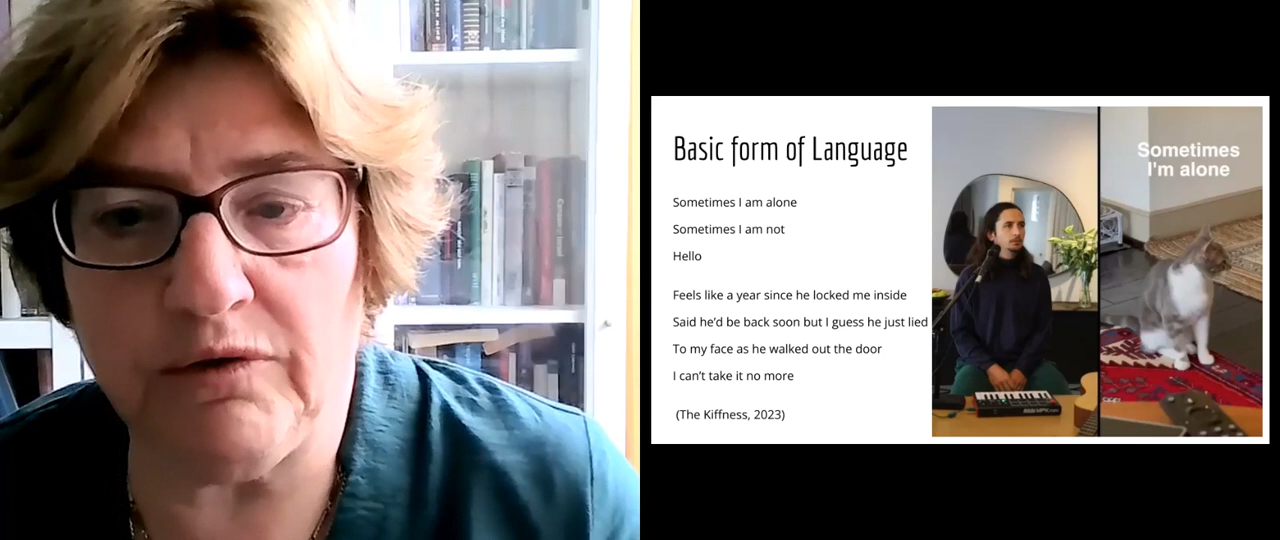 Basic form of Language
Sometimes I am alone
Sometimes I am not
Hello
Feels like a year since he locked me inside
Said he'd be back soon but I guess he just lied
To my face as he walked out the door
I can't take it no more
(The Kiffness, 2023)
Sometimes
I'm alone